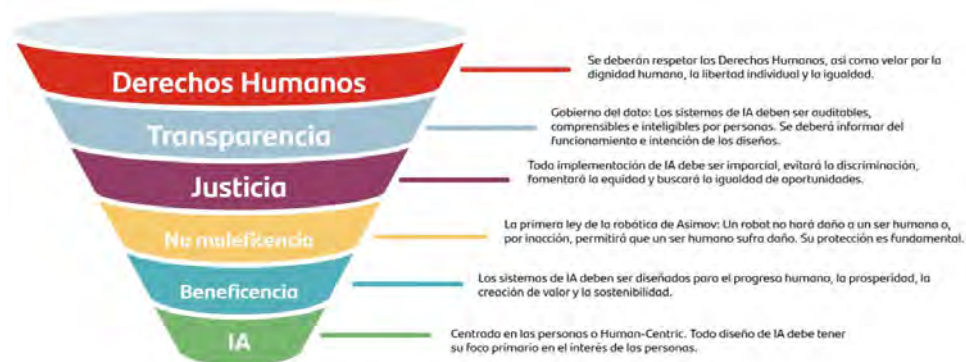 Derechos Humanos
Se deberán respetar los Derechos Humanos, así como velar por la
dignidad humana, la libertad individual y la igualdad.
Transparencia
Gobierno del dato: Los sistemas de IA deben ser auditables,
comprensibles e inteligibles por personas. Se deberá informar del
funcionamiento e intención de los diseños.
Justicia
Toda implementación de IA debe ser imparcial, evitará la discriminación,
fomentará la equidad y buscará la igualdad de oportunidades.
No maleficencia
La primera ley de la robótica de Asimov: Un robot no hará daño a un ser humano o,
por inacción, permitirá que un ser humano sufra daño. Su protección es fundamental.
Beneficencia
Los sistemas de IA deben ser diseñados para el progreso humano, la prosperidad, la
creación de valor y la sostenibilidad.
IA
Centrado en las personas o Human-Centric. Todo diseño de IA debe tener
su foco primario en el interés de las personas.